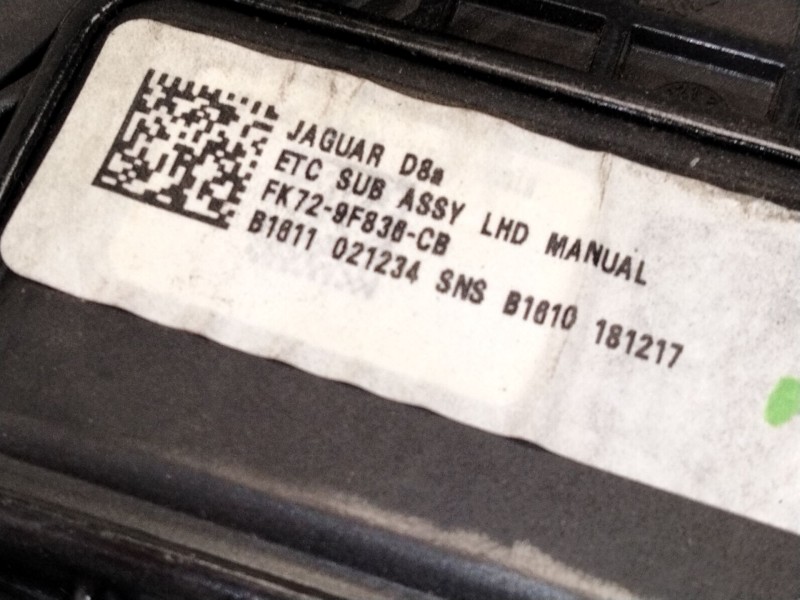 JAGUAR D8a
ETC SUB ASSY LHD MANUAL
FK72-9F836-CB
B1611 021234 SNS B1610 181217